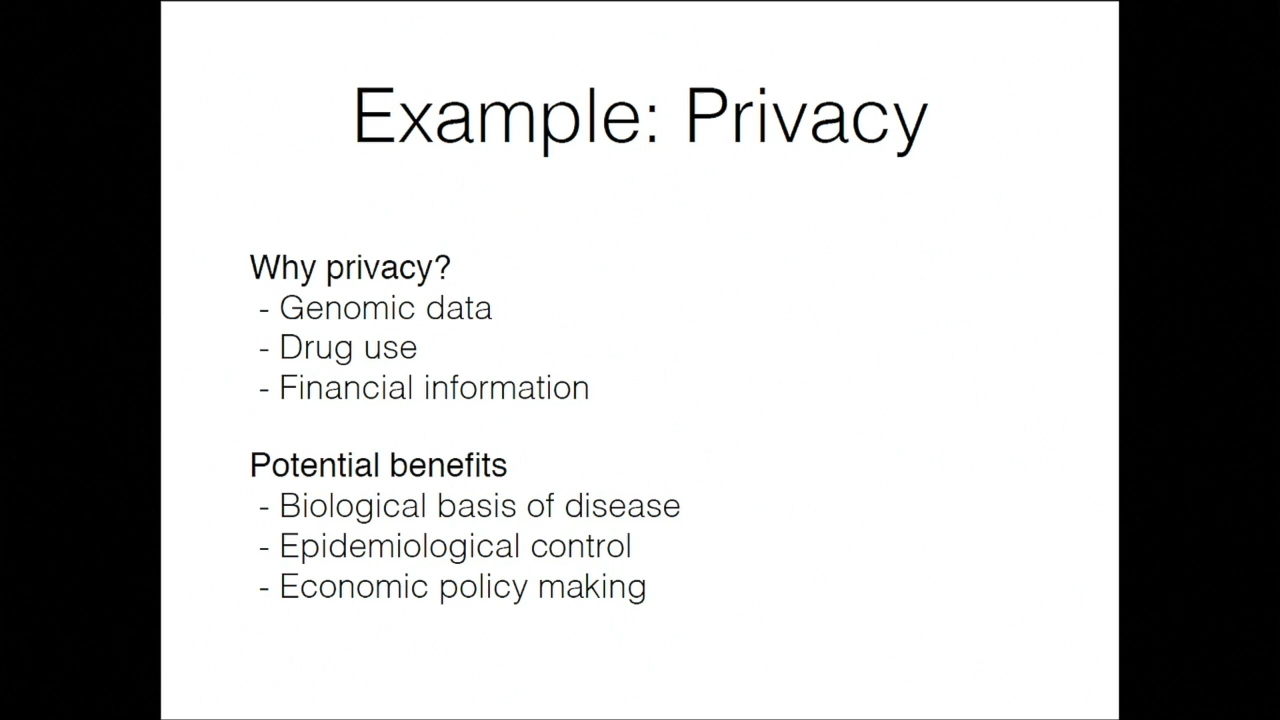 Example: Privacy
Why privacy?
- Genomic data
- Drug use
- Financial information
Potential benefits
- Biological basis of disease
- Epidemiological control
- Economic policy making